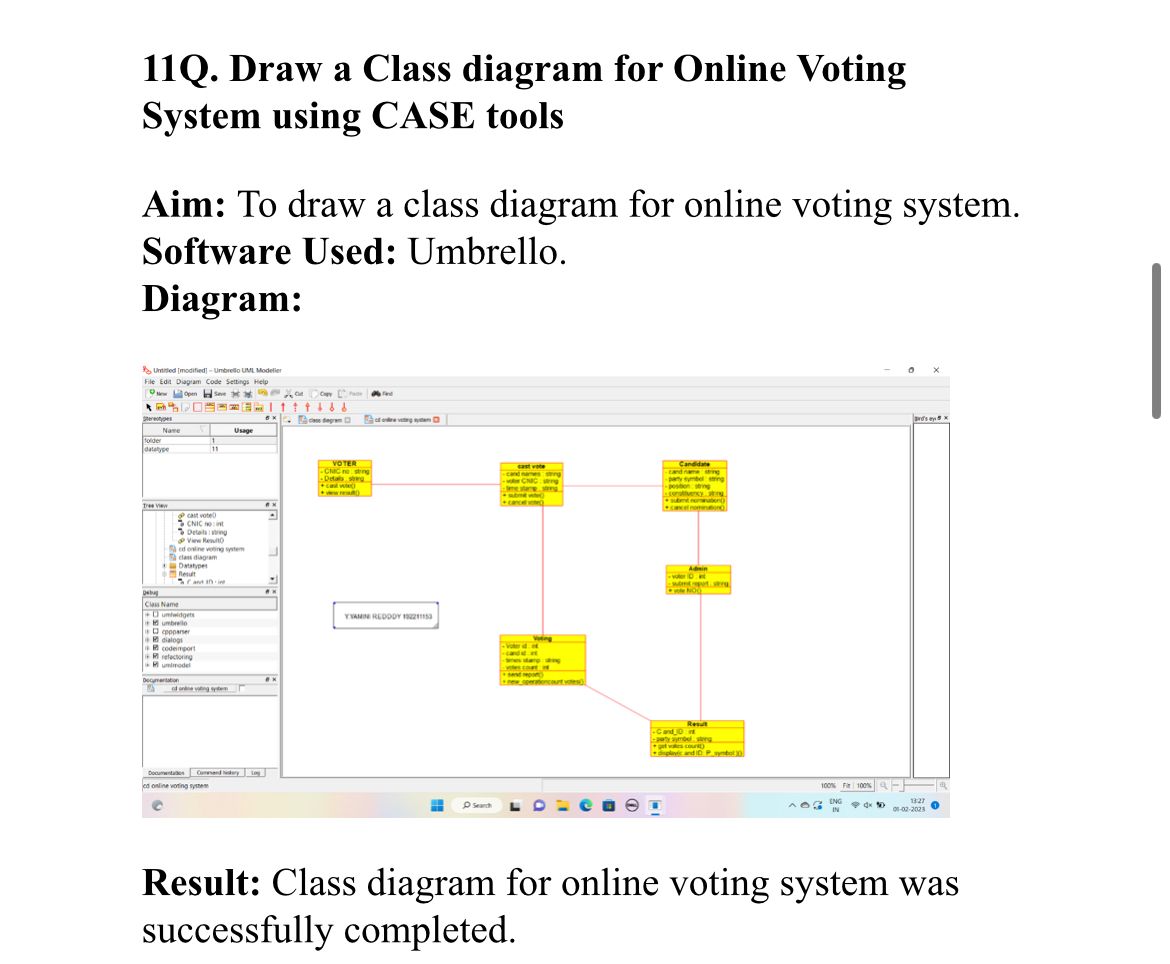 11Q. Draw a Class diagram for Online Voting
System using CASE tools
Aim: To draw a class diagram for online voting system.
Software Used: Umbrello.
Diagram:
Untitled [modified] - Umbrello UML Modeller
File Edit Diagram Code Settings Help
New Open Save Cut Copy Paste Find
Stereotypes
class diagram
cd online voting system
Bird's eye
Name Usage
folder 1
datatype 11
VOTER
- CNIC no : string
- Details : string
+ cast vote()
+ view result()
cast vote
- cand names : string
- voter CNIC : string
- time stamp : string
+ submit vote()
+ cancel vote()
Candidate
- cand name : string
- party symbol : string
- position : string
- constituency : string
+ submit nomination()
+ cancel nomination()
Tree View
cast vote()
CNIC no : int
Details : string
View Result()
cd online voting system
class diagram
Datatypes
Result
C and ID : int
Admin
- voter ID : int
- submit report : string
+ vote NO()
Debug
Class Name
umlwidgets
umbrello
cppparser
dialogs
codeimport
refactoring
umlmodel
Y.YAMINI REDDDY 192211153
Voting
- Voter id : int
- cand id : int
- times stamp : string
- votes count : int
+ send report()
+ new_operationcount votes()
Documentation
cd online voting system
Result
- C and_ID : int
- party symbol : string
+ get votes count()
Documentation Command history Log
cd online voting system
100% Fit 100%
Search
ENG
IN
13:27
01-02-2023
1
Result: Class diagram for online voting system was
successfully completed.